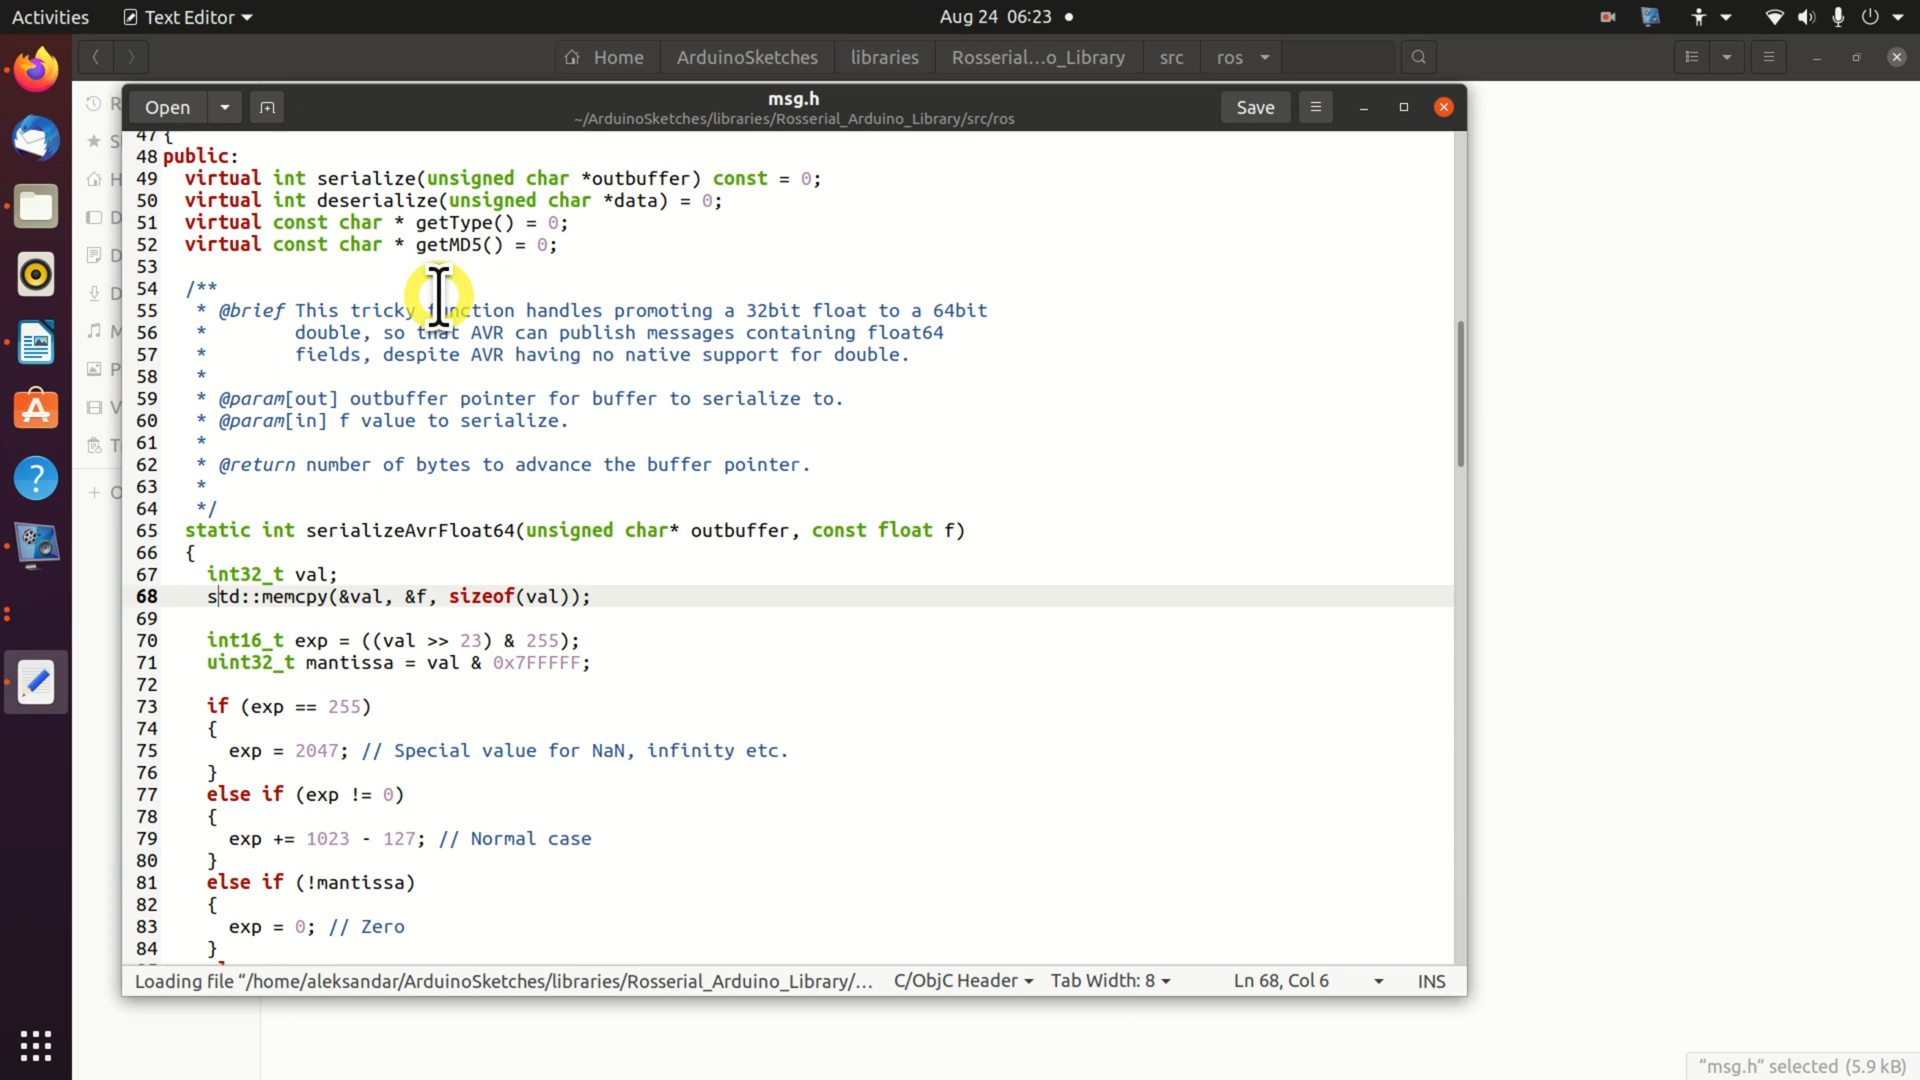 Activities Text Editor Aug 24 06:23
Home ArduinoSketches libraries Rosserial...o_Library src ros
Open msg.h Save
~/ArduinoSketches/libraries/Rosserial_Arduino_Library/src/ros
47 {
48 public:
49 virtual int serialize(unsigned char *outbuffer) const = 0;
50 virtual int deserialize(unsigned char *data) = 0;
51 virtual const char * getType() = 0;
52 virtual const char * getMD5() = 0;
53
54 /**
55 * @brief This tricky function handles promoting a 32bit float to a 64bit
56 * double, so that AVR can publish messages containing float64
57 * fields, despite AVR having no native support for double.
58 *
59 * @param[out] outbuffer pointer for buffer to serialize to.
60 * @param[in] f value to serialize.
61 *
62 * @return number of bytes to advance the buffer pointer.
63 *
64 */
65 static int serializeAvrFloat64(unsigned char* outbuffer, const float f)
66 {
67 int32_t val;
68 std::memcpy(&val, &f, sizeof(val));
69
70 int16_t exp = ((val >> 23) & 255);
71 uint32_t mantissa = val & 0x7FFFFF;
72
73 if (exp == 255)
74 {
75 exp = 2047; // Special value for NaN, infinity etc.
76 }
77 else if (exp != 0)
78 {
79 exp += 1023 - 127; // Normal case
80 }
81 else if (!mantissa)
82 {
83 exp = 0; // Zero
84 }
Loading file “/home/aleksandar/ArduinoSketches/libraries/Rosserial_Arduino_Library/... C/ObjC Header Tab Width: 8 Ln 68, Col 6 INS
“msg.h” selected (5.9 kB)